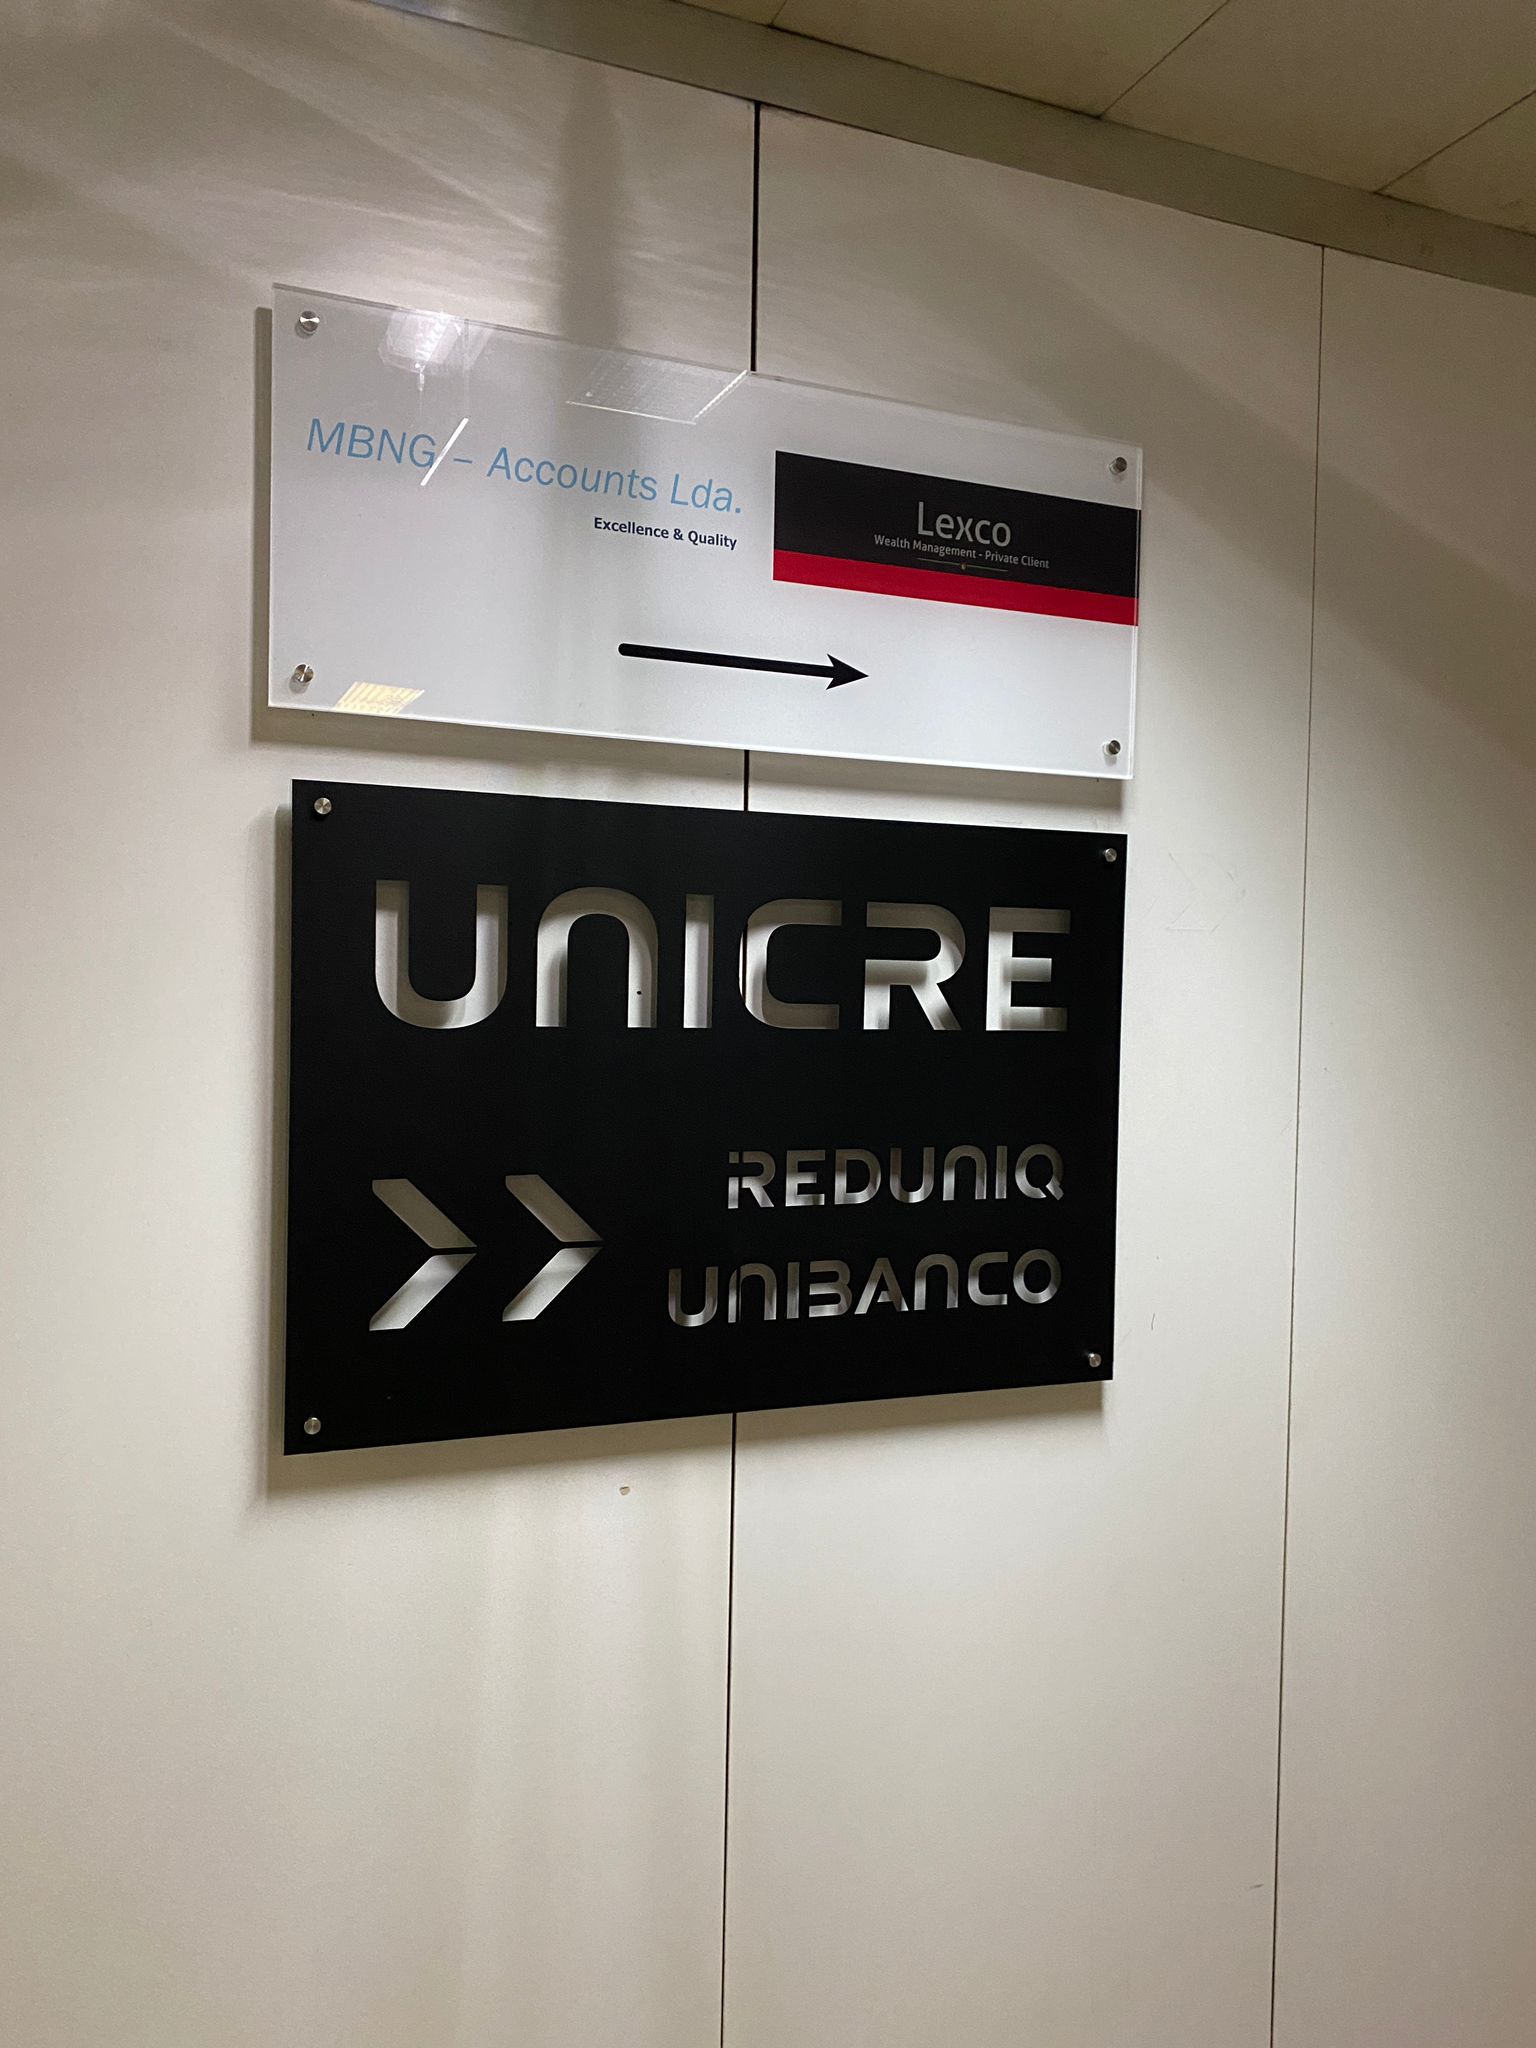 MBNG – Accounts Lda.
Excellence & Quality
Lexco
Wealth Management - Private Client
UNICRE
REDUNIQ
UNIBANCO